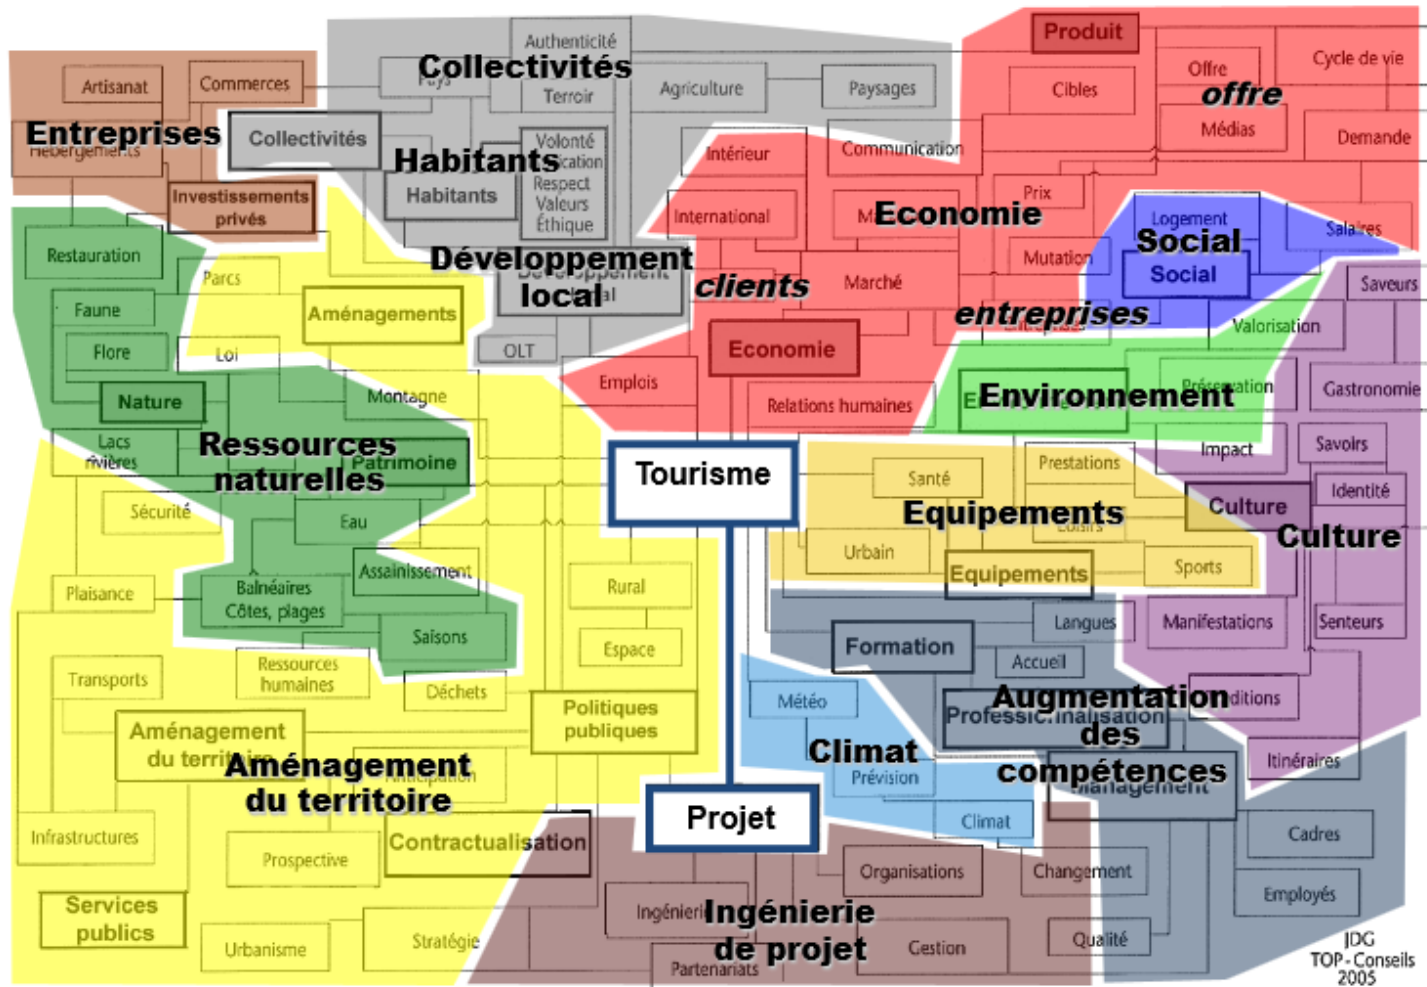 Authenticité
Produit
Collectivités
Terroir
Artisanat
Commerces
Agriculture
Paysages
Cibles
Offre
offre
Cycle de vie
Médias
Demande
Entreprises
Hébergements
Collectivités
Habitants
Habitants
Volonté
Respect
Valeurs
Éthique
Intérieur
Communication
Investissements
privés
International
Economie
Prix
Logement
Social
Social
Salaires
Restauration
Parcs
Développement
local
clients
Marché
Mutation
entreprises
Saveurs
Faune
Aménagements
Valorisation
Flore
Loi
OLT
Economie
Emplois
Environnement
Préservation
Gastronomie
Nature
Montagne
Relations humaines
Lacs
rivières
Ressources
naturelles
Patrimoine
Tourisme
Santé
Prestations
Impact
Savoirs
Identité
Sécurité
Eau
Equipements
Loisirs
Culture
Culture
Urbain
Equipements
Sports
Plaisance
Balnéaires
Côtes, plages
Assainissement
Rural
Saisons
Espace
Formation
Langues
Accueil
Manifestations
Senteurs
Transports
Ressources
humaines
Déchets
Politiques
publiques
Météo
Professionnalisation
Augmentation
des
compétences
Itinéraires
Aménagement
du territoire
Aménagement
du territoire
Climat
Prévision
Management
Infrastructures
Prospective
Contractualisation
Projet
Climat
Cadres
Organisations
Changement
Employés
Services
publics
Urbanisme
Stratégie
Ingénierie
de projet
Gestion
Partenariats
Qualité
JDG
TOP-Conseils
2005